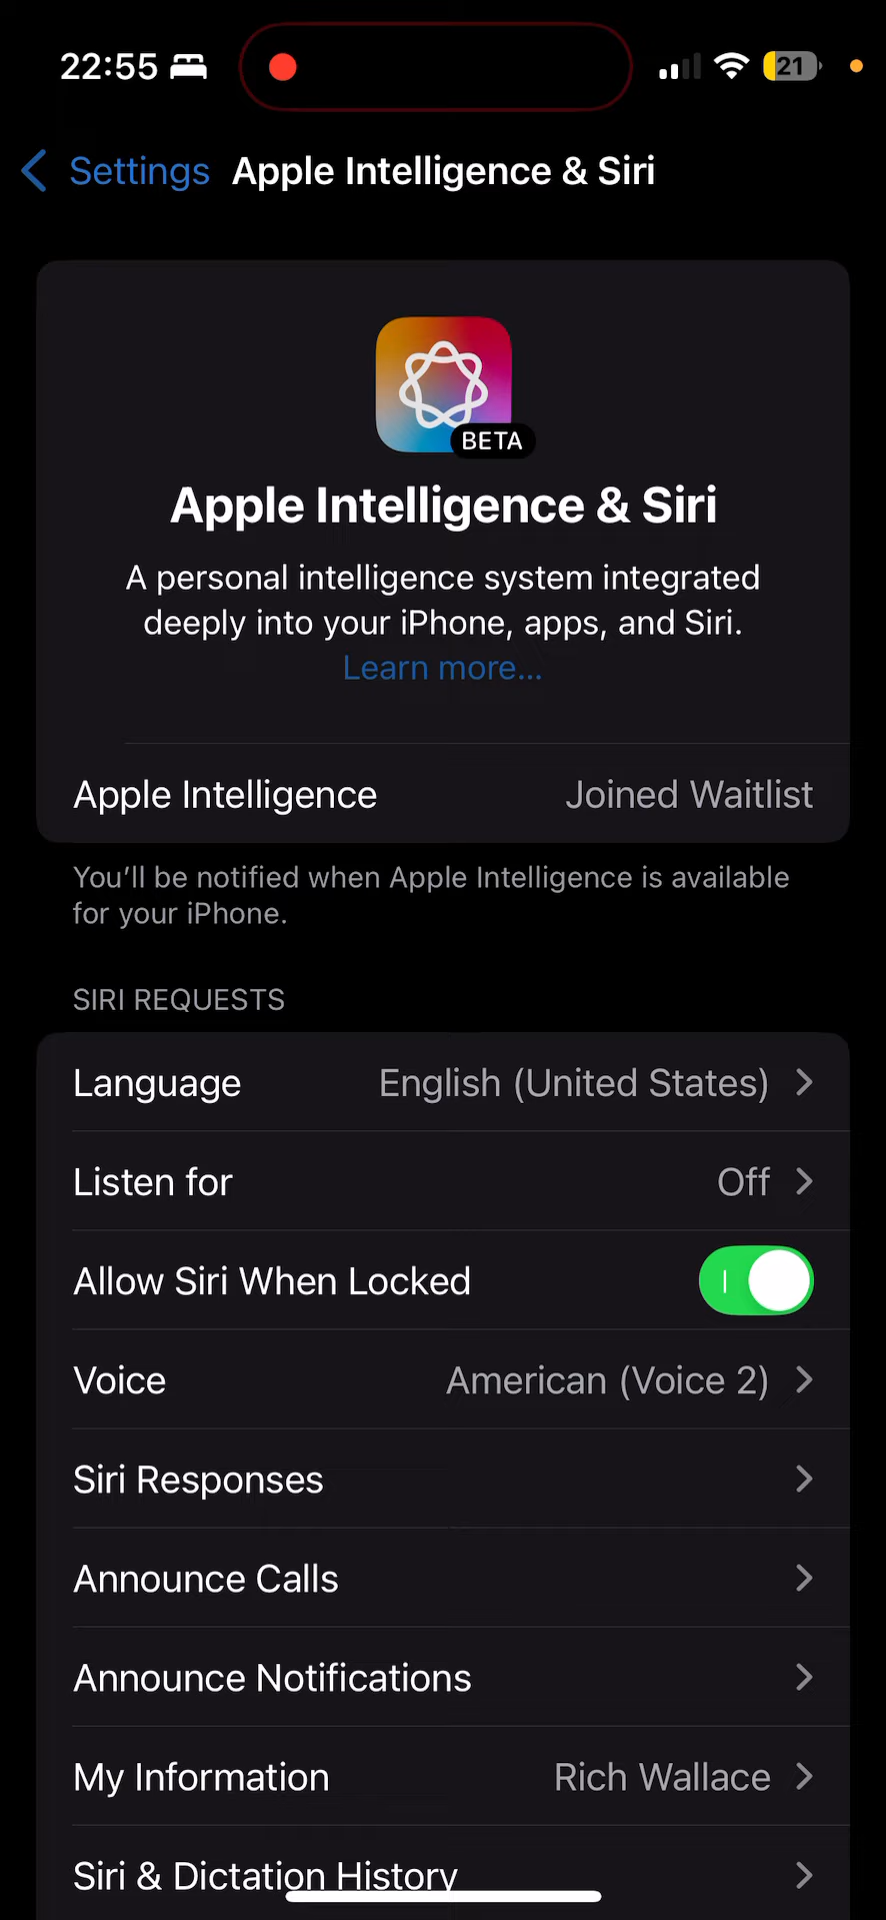 22:55
21
Settings Apple Intelligence & Siri
BETA
Apple Intelligence & Siri
A personal intelligence system integrated
deeply into your iPhone, apps, and Siri.
Learn more...
Apple Intelligence Joined Waitlist
You’ll be notified when Apple Intelligence is available
for your iPhone.
SIRI REQUESTS
Language English (United States)
Listen for Off
Allow Siri When Locked
Voice American (Voice 2)
Siri Responses
Announce Calls
Announce Notifications
My Information Rich Wallace
Siri & Dictation History